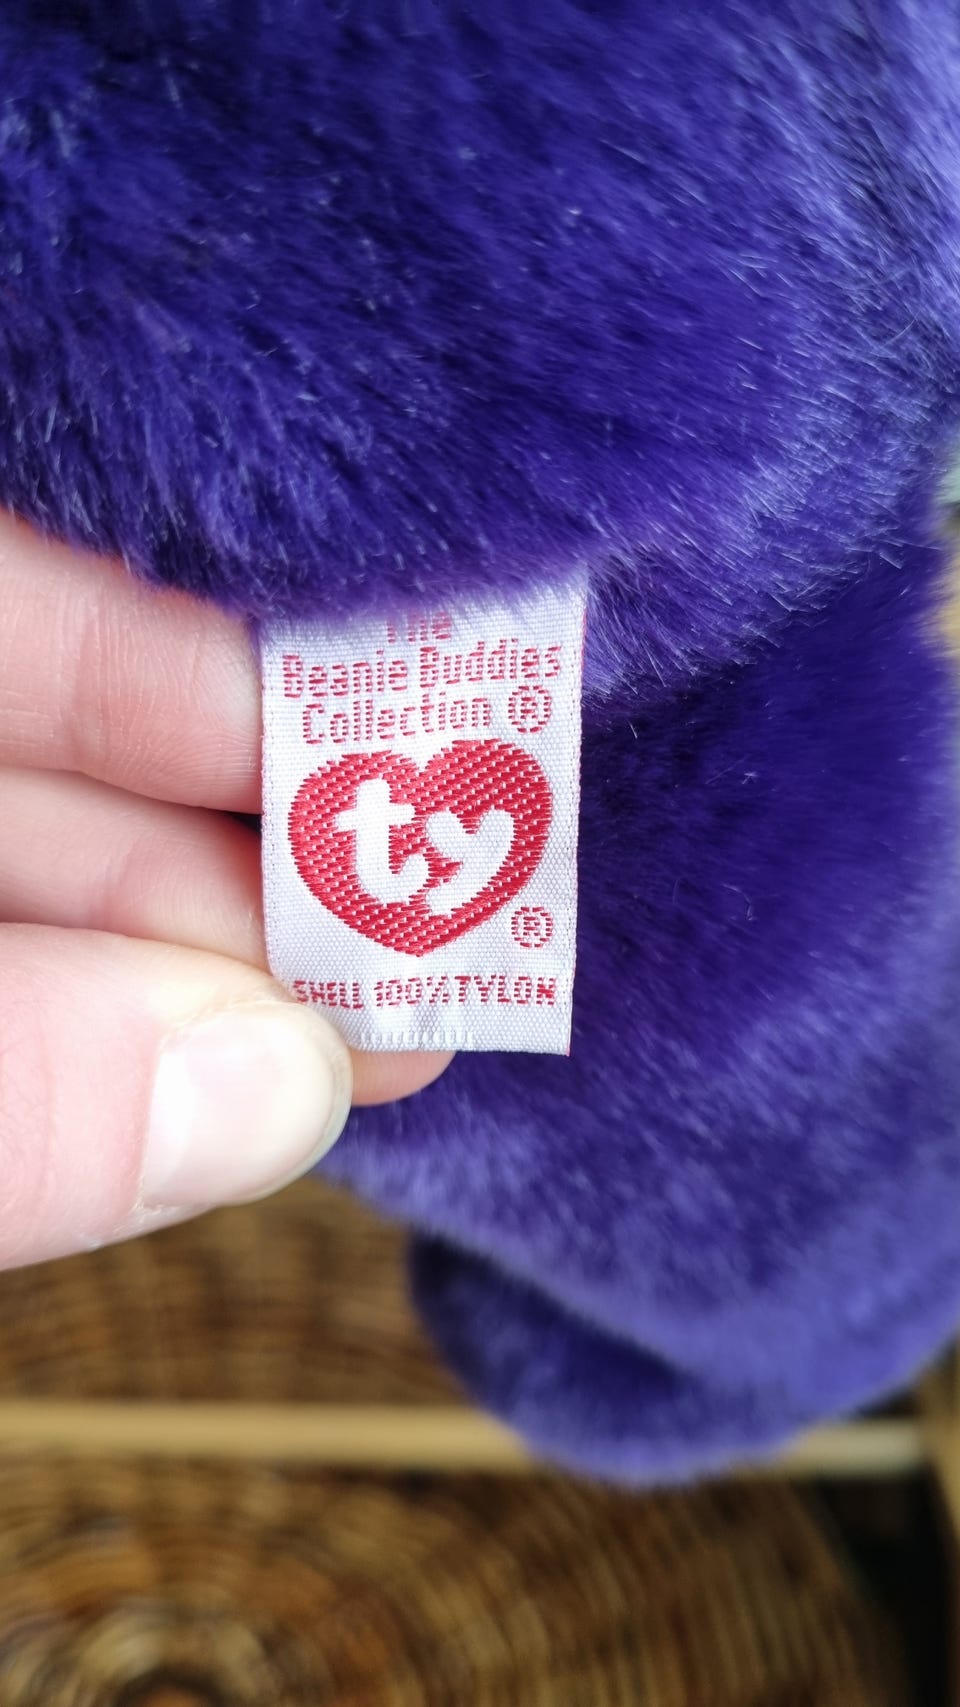 The
Beanie Buddies
Collection ®
ty
®
SHELL 100% TYLON